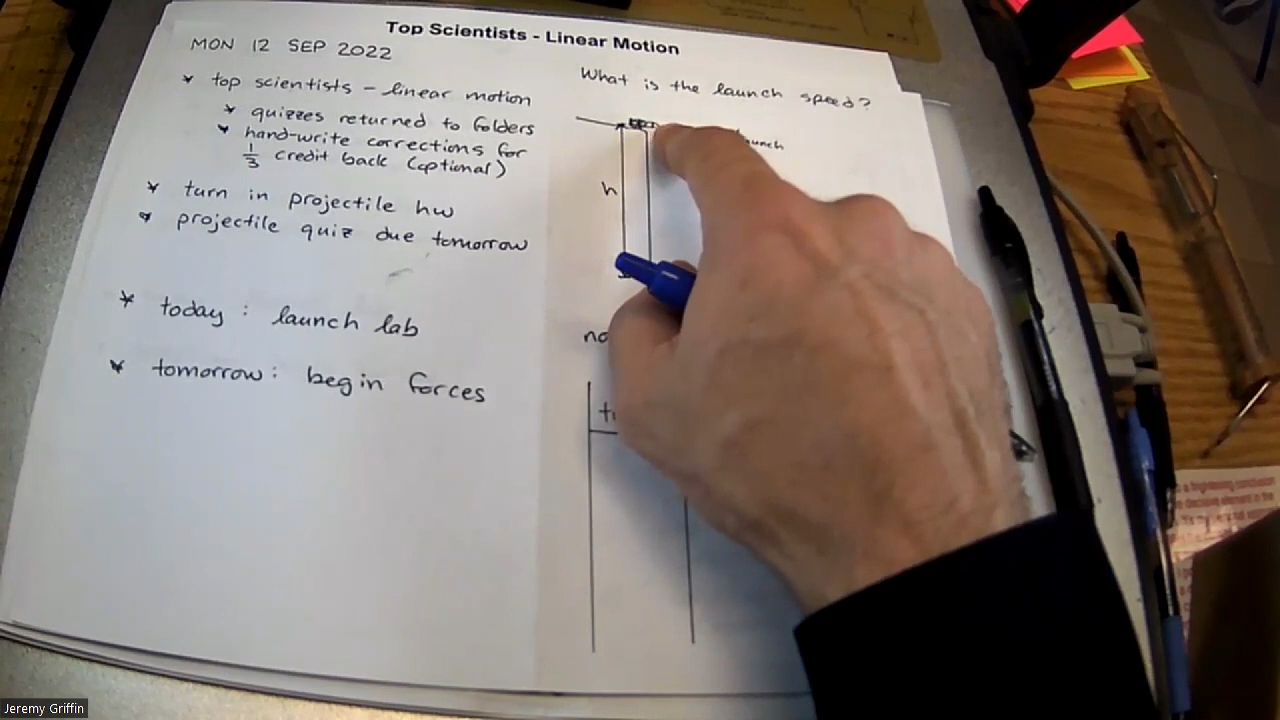 Top Scientists - Linear Motion
MON 12 SEP 2022
* top scientists - linear motion
* quizzes returned to folders
* hand-write corrections for
1/3 credit back (optional)
* turn in projectile hw
* projectile quiz due tomorrow
* today: launch lab
* tomorrow: begin forces
What is the launch speed?
h
Jeremy Griffin